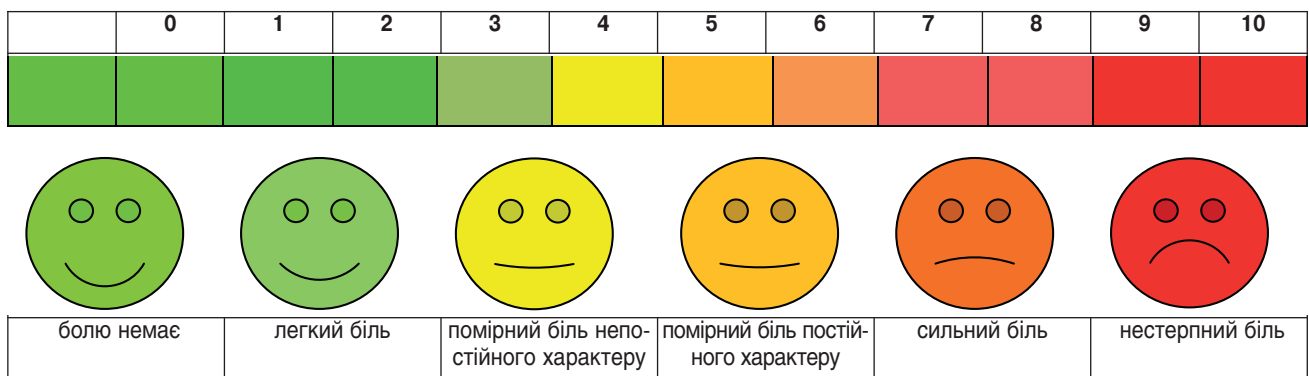 0 1 2 3 4 5 6 7 8 9 10
болю немає легкий біль помірний біль непо- помірний біль постій- сильний біль нестерпний біль
стійного характеру ного характеру